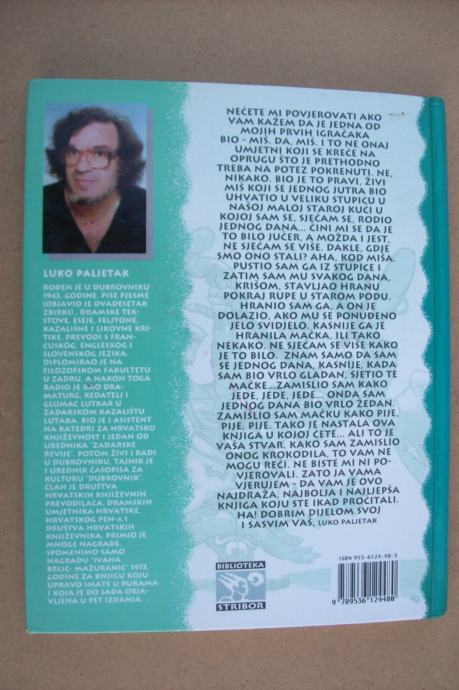 LUKO PALJETAK
ROĐEN JE U DUBROVNIKU
1943. GODINE. PIŠE PJESME
(OBJAVIO JE DVADESETAK
ZBIRKI), DRAMSKE TEK-
STOVE, ESEJE, FELJTONE,
KAZALIŠNE I LIKOVNE KRI-
TIKE. PREVODI S FRAN-
CUSKOG, ENGLESKOG I
SLOVENSKOG JEZIKA.
DIPLOMIRAO JE NA
FILOZOFSKOM FAKULTETU
U ZADRU, A NAKON TOGA
RADIO JE KAO DRA-
MATURG, REDATELJ I
GLUMAC LUTKAR U
ZADARSKOM KAZALIŠTU
LUTAKA. BIO JE I ASISTENT
NA KATEDRI ZA HRVATSKU
KNJIŽEVNOST I JEDAN OD
UREDNIKA "ZADARSKE
REVIJE". POTOM ŽIVI I RADI
U DUBROVNIKU. TAJNIK JE
I UREDNIK ČASOPISA ZA
KULTURU "DUBROVNIK".
ČLAN JE DRUŠTVA
HRVATSKIH KNJIŽEVNIH
PREVODILACA, DRAMSKIH
UMJETNIKA HRVATSKE,
HRVATSKOG PEN-A I
DRUŠTVA HRVATSKIH
KNJIŽEVNIKA. PRIMIO JE
MNOGE NAGRADE.
SPOMENIMO SAMO
NAGRADU "IVANA
BRLIĆ- MAŽURANIĆ" 1973.
GODINE ZA KNJIGU KOJU
UPRAVO IMATE U RUKAMA
I KOJA JE DO SADA OBJA-
VLJENA U PET IZDANJA.
NEĆETE MI POVJEROVATI AKO
VAM KAŽEM DA JE JEDNA OD
MOJIH PRVIH IGRAČAKA
BIO - MIŠ. DA, MIŠ. I TO NE ONAJ
UMJETNI KOJI SE KREĆE NA
OPRUGU ŠTO JE PRETHODNO
TREBA NA POTEZ POKRENUTI. NE,
NIKAKO. BIO JE TO PRAVI, ŽIVI
MIŠ KOJI SE JEDNOG JUTRA BIO
UHVATIO U VELIKU STUPICU U
NAŠOJ MALOJ STAROJ KUĆI U
KOJOJ SAM SE, SJEĆAM SE, RODIO
JEDNOG DANA... ČINI MI SE DA JE
TO BILO JUČER, A MOŽDA I JEST,
NE SJEĆAM SE VIŠE. DAKLE, GDJE
SMO ONO STALI? AHA, KOD MIŠA.
PUSTIO SAM GA IZ STUPICE I
ZATIM SAM MU SVAKOG DANA,
KRIŠOM, STAVLJAO HRANU
POKRAJ RUPE U STAROM PODU.
HRANIO SAM GA, A ON JE
DOLAZIO, AKO MU SE PONUĐENO
JELO SVIDJELO. KASNIJE GA JE
HRANILA MAČKA, ILI TAKO
NEKAKO. NE SJEĆAM SE VIŠE KAKO
JE TO BILO. ZNAM SAMO DA SAM
SE JEDNOG DANA, KASNIJE, KADA
SAM BIO VRLO GLADAN, SJETIO TE
MAČKE...ZAMISLIO SAM KAKO
JEDE, JEDE, JEDE... ONDA SAM
JEDNOG DANA BIO VRLO ŽEDAN.
ZAMISLIO SAM MAČKU KAKO PIJE,
PIJE, PIJE. TAKO JE NASTALA OVA
KNJIGA U KOJOJ ĆETE... ALI TO JE
VAŠA STVAR. KAKO SAM ZAMISLIO
ONOG KROKODILA, TO VAM NE
MOGU REĆI. NE BISTE MI NI PO-
VJEROVALI. ZATO JA VAMA
VJERUJEM - DA VAM JE OVO
NAJDRAŽA, NAJBOLJA I NAJLJEPŠA
KNJIGA KOJU STE IKAD PROČITALI.
HA! DOBRIM DIJELOM SVOJ
I SASVIM VAŠ, LUKO PALJETAK
BIBLIOTEKA
STRIBOR
ISBN 953-6124-48-3
9 789536 124480